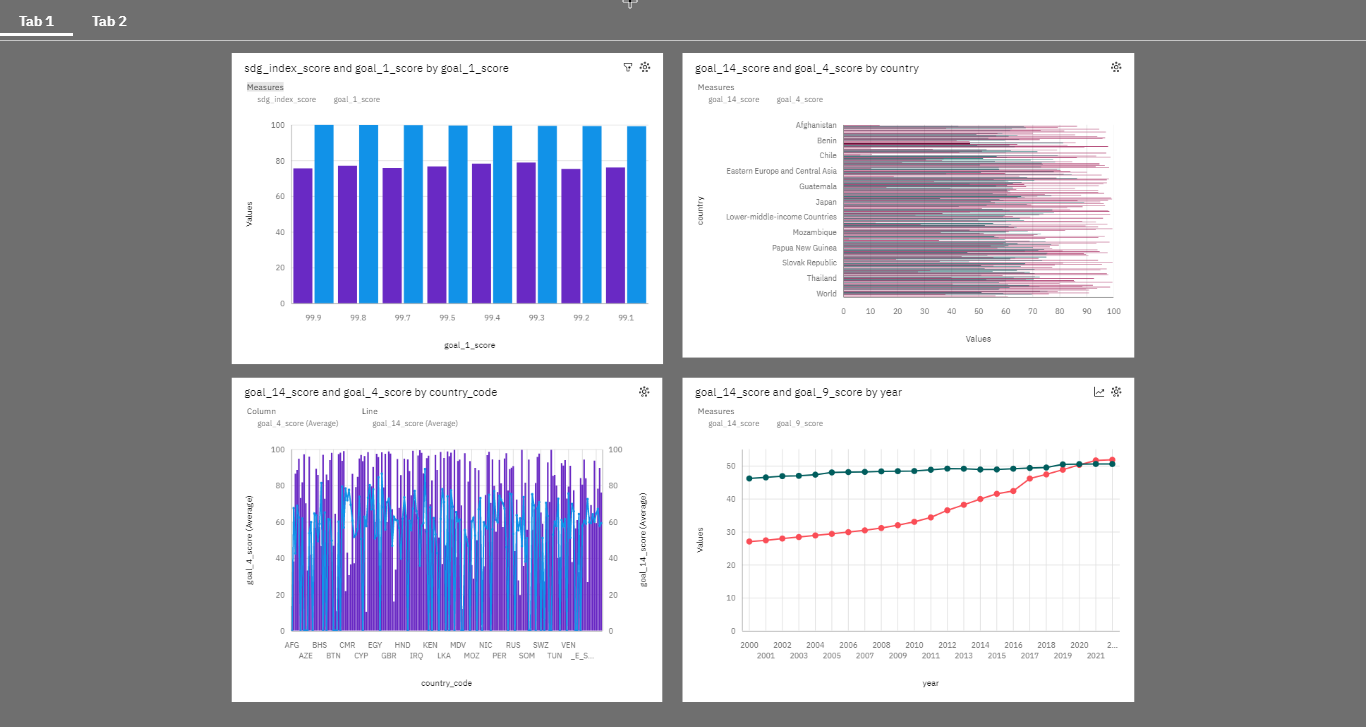 Tab 1 Tab 2
sdg_index_score and goal_1_score by goal_1_score
Measures
sdg_index_score goal_1_score
100
80
60
40
20
0
Values
99.9 99.8 99.7 99.5 99.4 99.3 99.2 99.1
goal_1_score
goal_14_score and goal_4_score by country
Measures
goal_14_score goal_4_score
Afghanistan
Benin
Chile
Eastern Europe and Central Asia
Guatemala
Japan
Lower-middle-income Countries
Mozambique
Papua New Guinea
Slovak Republic
Thailand
World
country
0 10 20 30 40 50 60 70 80 90 100
Values
goal_14_score and goal_4_score by country_code
Column Line
goal_4_score (Average) goal_14_score (Average)
100 100
80 80
60 60
40 40
20 20
0 0
goal_4_score (Average)
goal_14_score (Average)
AFG BHS CMR EGY HND KEN MDV NIC RUS SWZ VEN
AZE BTN CYP GBR IRQ LKA MOZ PER SOM TUN _E_S...
country_code
goal_14_score and goal_9_score by year
Measures
goal_14_score goal_9_score
50
40
30
20
10
0
Values
2000 2002 2004 2006 2008 2010 2012 2014 2016 2018 2020 2...
2001 2003 2005 2007 2009 2011 2013 2015 2017 2019 2021
year